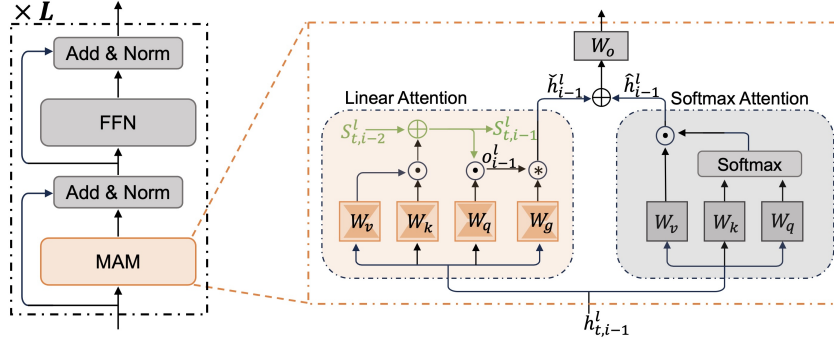 × L
Add & Norm
FFN
Add & Norm
MAM
W_o
ȟ^l_{i-1}
ĥ^l_{i-1}
Linear Attention
Softmax Attention
S^l_{t,i-2}
S^l_{t,i-1}
o^l_{i-1}
Softmax
W_v
W_k
W_q
W_g
W_v
W_k
W_q
h^l_{t,i-1}